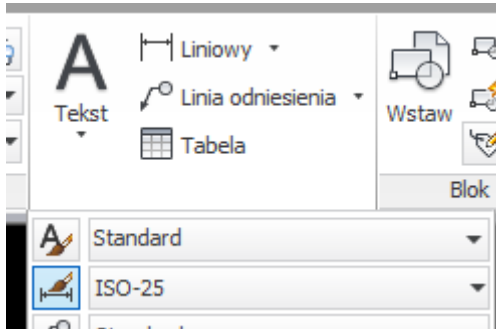 Liniowy
Linia odniesienia
Tekst
Tabela
Wstaw
Blok
Standard
ISO-25